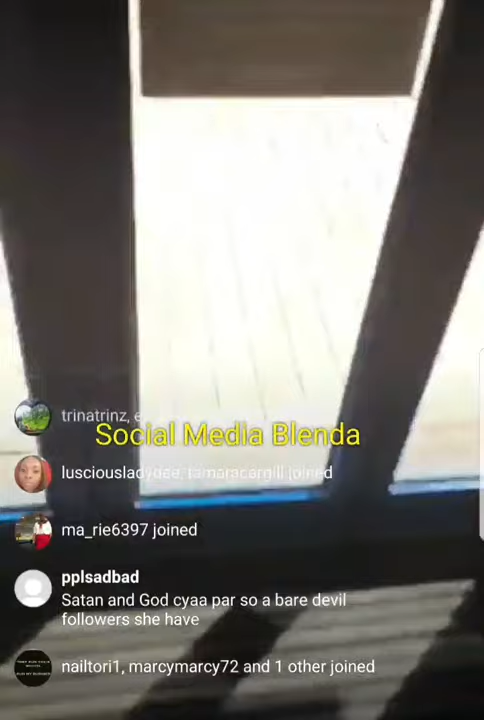 trinatrinz,
Social Media Blenda
lusciousladydee, tamaracargill joined
ma_rie6397 joined
pplsadbad
Satan and God cyaa par so a bare devil
followers she have
nailtori1, marcymarcy72 and 1 other joined